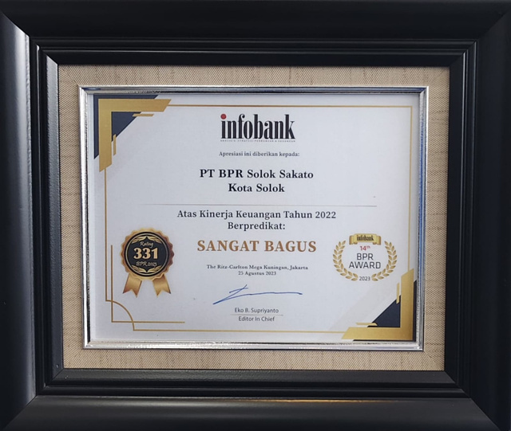 infobank
Apresiasi ini diberikan kepada:
PT BPR Solok Sakato
Kota Solok
Atas Kinerja Keuangan Tahun 2022
Berpredikat:
SANGAT BAGUS
Rating
331
BPR 2023
The Ritz-Carlton Mega Kuningan, Jakarta
25 Agustus 2023
infobank
14th
BPR
AWARD
2023
Eko B. Supriyanto
Editor In Chief